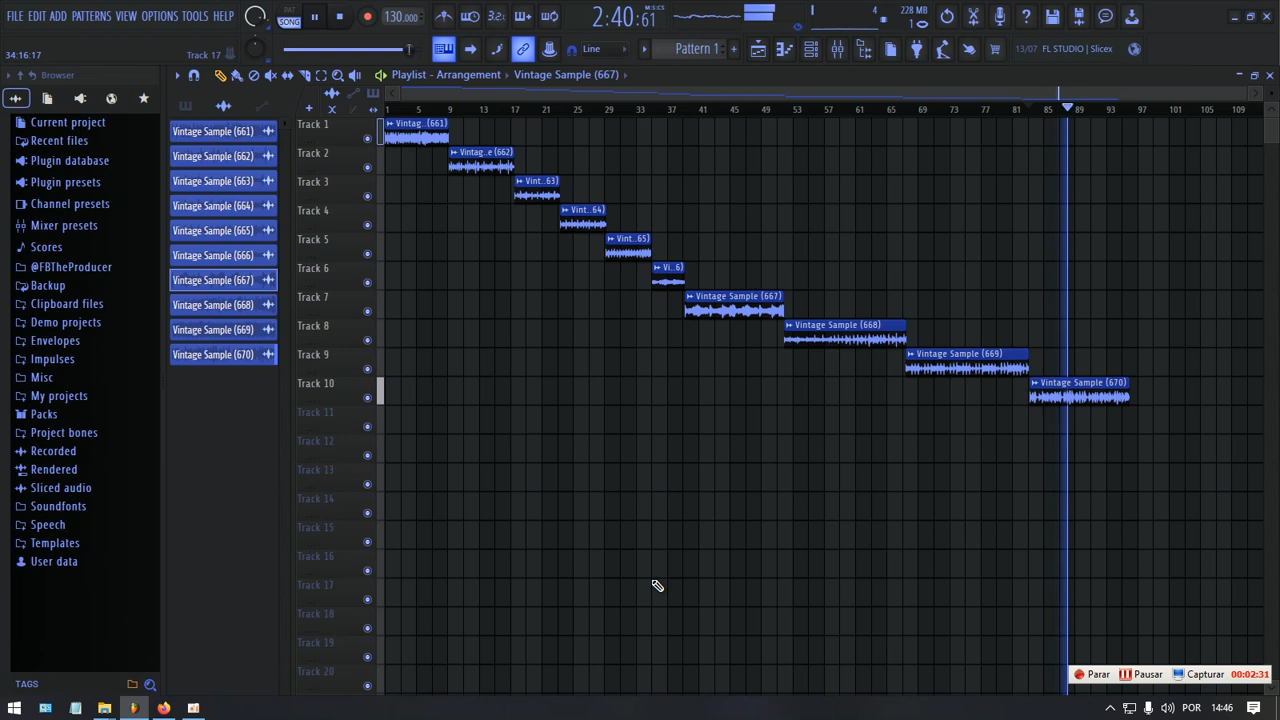 FILE EDIT ADD PATTERNS VIEW OPTIONS TOOLS
PAT
SONG
130.000
3.2
2:40:61
M:S:CS
4
228 MB
1
34:16:17
Track 17
Line
Pattern 1
13/07 FL STUDIO | Slicex
Browser
Playlist - Arrangement
Vintage Sample (667)
1 5 9 13 17 21 25 29 33 37 41 45 49 53 57 61 65 69 73 77 81 85 89 93 97 101 105 109
Current project
Recent files
Plugin database
Plugin presets
Channel presets
Mixer presets
Scores
@FBTheProducer
Backup
Clipboard files
Demo projects
Envelopes
Impulses
Misc
My projects
Packs
Project bones
Recorded
Rendered
Sliced audio
Soundfonts
Speech
Templates
User data
TAGS
Vintage Sample (661)
Vintage Sample (662)
Vintage Sample (663)
Vintage Sample (664)
Vintage Sample (665)
Vintage Sample (666)
Vintage Sample (667)
Vintage Sample (668)
Vintage Sample (669)
Vintage Sample (670)
Track 1
Vintag..(661)
Track 2
Vintag..e (662)
Track 3
Vint..63)
Track 4
Vint..64)
Track 5
Vint..65)
Track 6
Vi..6)
Track 7
Vintage Sample (667)
Track 8
Vintage Sample (668)
Track 9
Vintage Sample (669)
Track 10
Vintage Sample (670)
Track 11
Track 12
Track 13
Track 14
Track 15
Track 16
Track 17
Track 18
Track 19
Track 20
Parar
Pausar
Capturar
00:02:31
POR
14:46